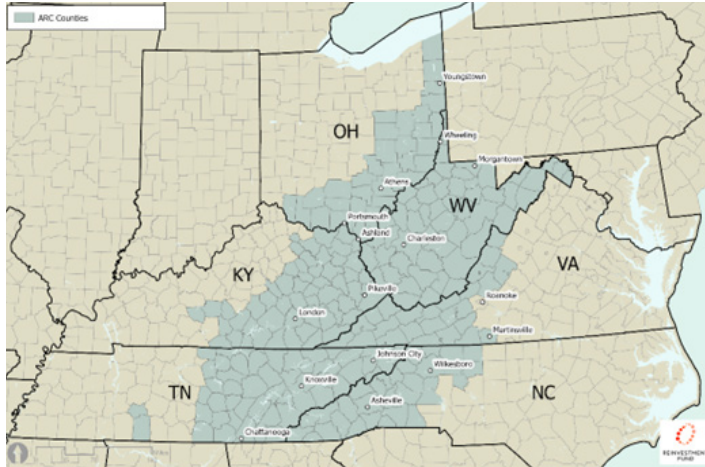 ARC Counties
Youngstown
OH
Wheeling
Morgantown
Athens
WV
Portsmouth
Ashland
Charleston
KY
VA
Pikeville
Roanoke
London
Martinsville
Johnson City
Wilkesboro
TN
Knoxville
NC
Asheville
Chattanooga
REINVESTMENT
FUND